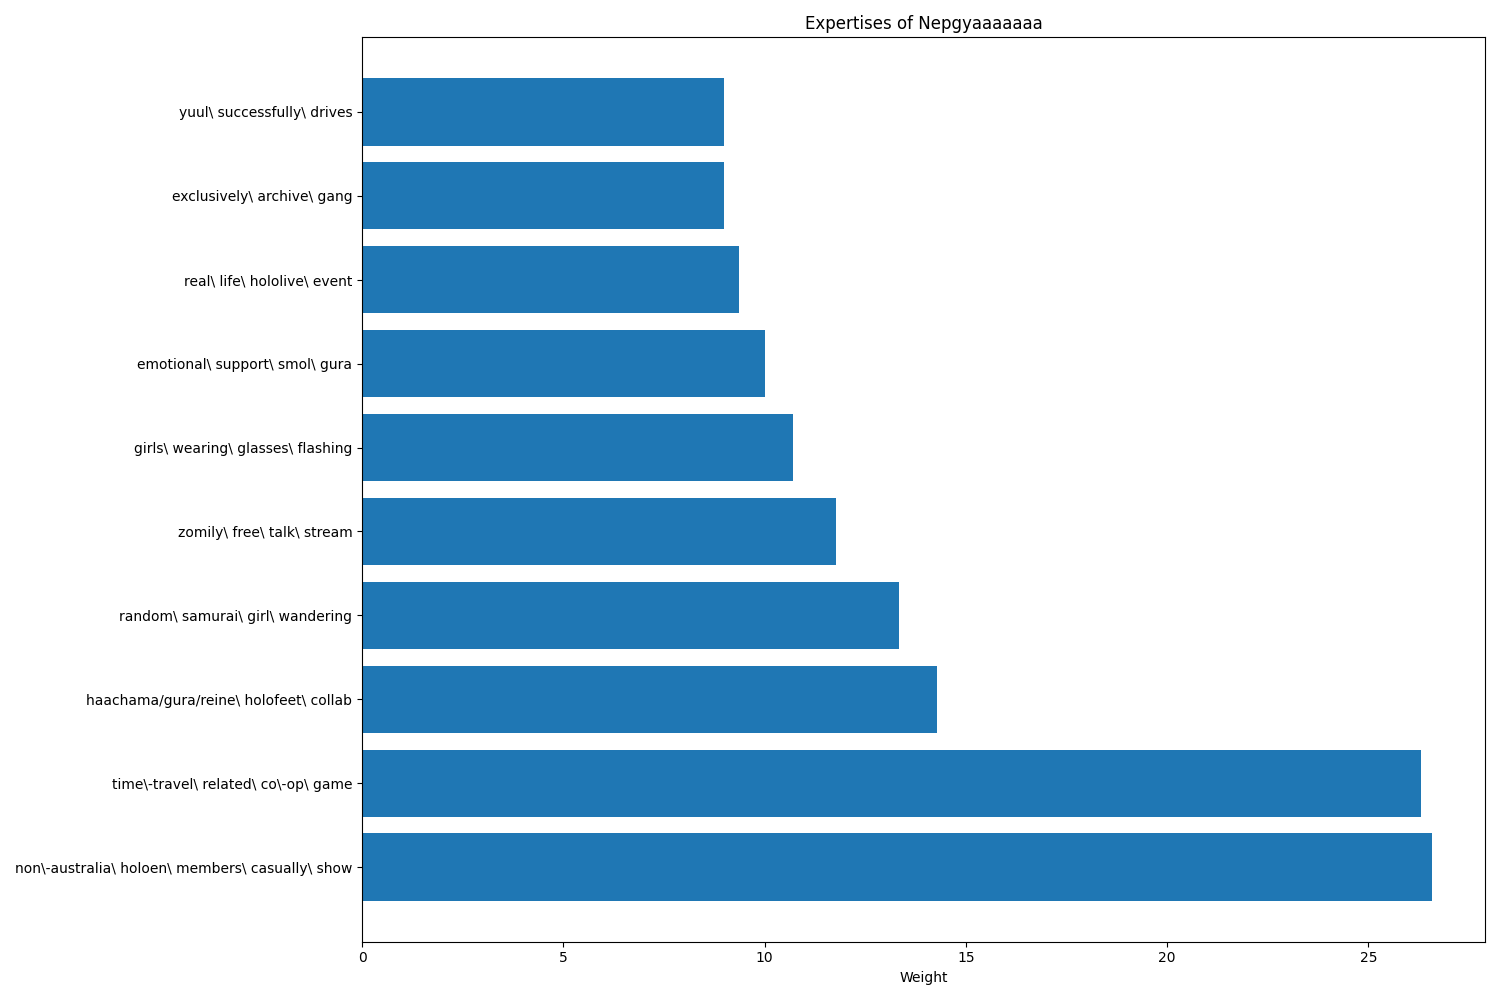 Expertises of Nepgyaaaaaaa
yuul\ successfully\ drives
exclusively\ archive\ gang
real\ life\ hololive\ event
emotional\ support\ smol\ gura
girls\ wearing\ glasses\ flashing
zomily\ free\ talk\ stream
random\ samurai\ girl\ wandering
haachama/gura/reine\ holofeet\ collab
time\-travel\ related\ co\-op\ game
non\-australia\ holoen\ members\ casually\ show
0 5 10 15 20 25
Weight